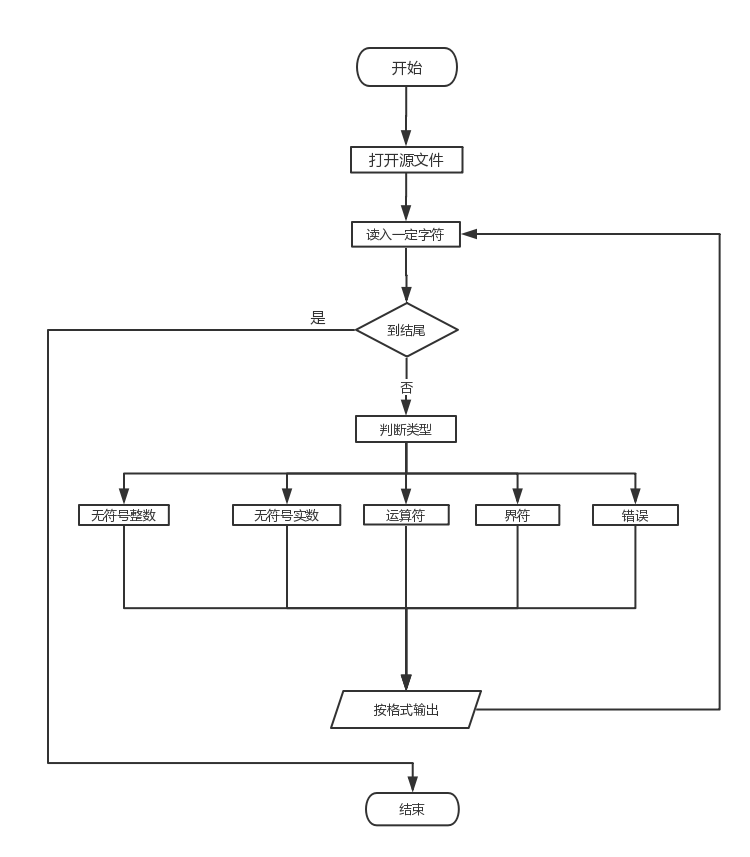 开始
打开源文件
读入一定字符
是
到结尾
否
判断类型
无符号整数
无符号实数
运算符
界符
错误
按格式输出
结束